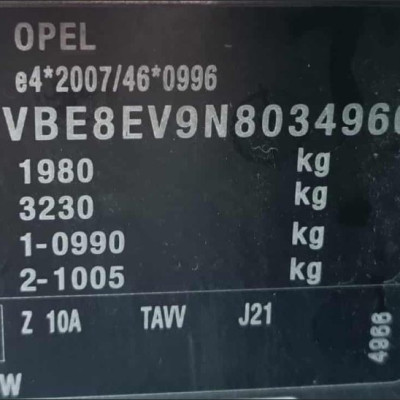 OPEL
e4*2007/46*0996
VBE8EV9N803496
1980 kg
3230 kg
1-0990 kg
2-1005 kg
Z 10A TAVV J21
4966
W